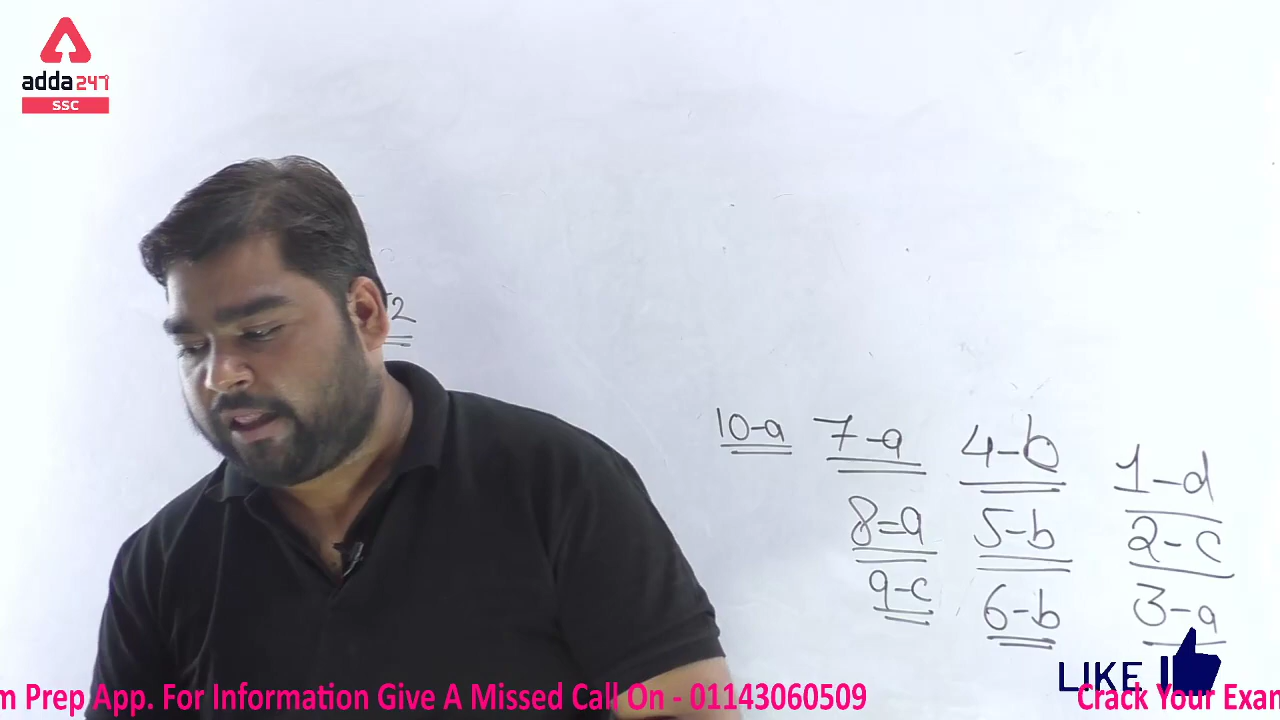 adda247
SSC
2
10-a
7-a
8=a
9-c
4-b
5-b
6-b
1-d
2-c
3-a
LIKE
m Prep App. For Information Give A Missed Call On - 01143060509
Crack Your Exam